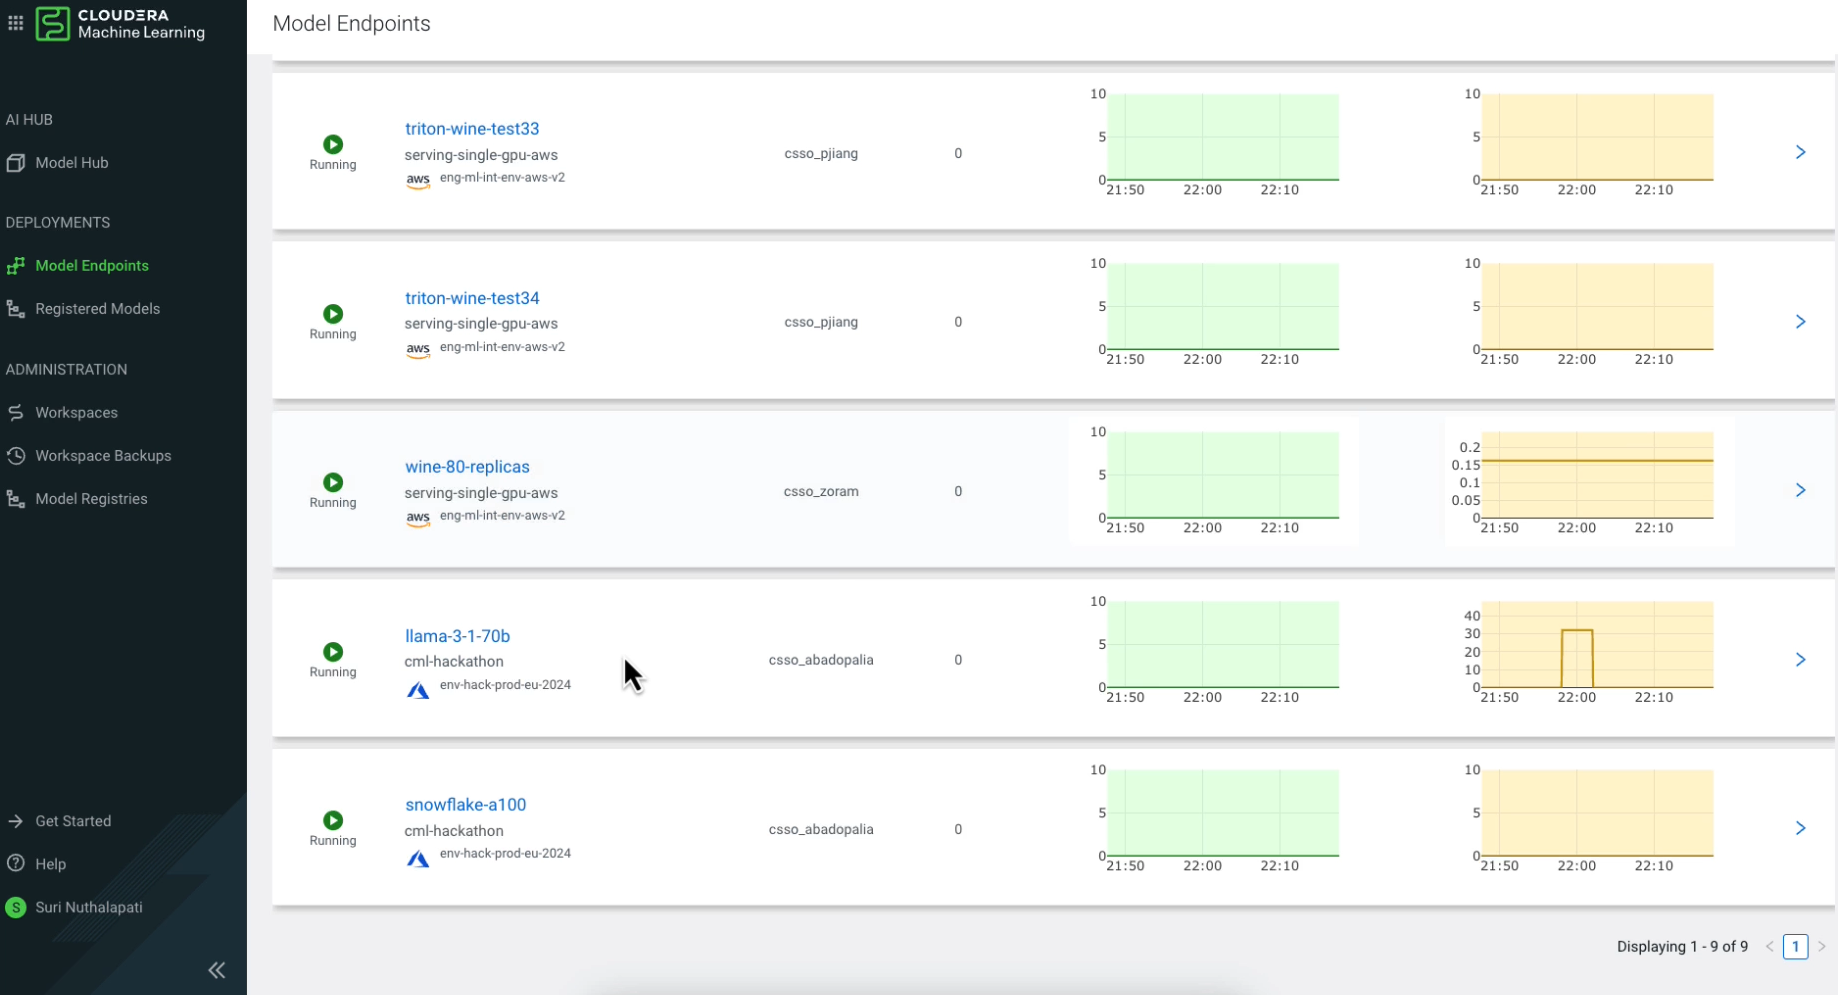 CLOUDERA
Machine Learning
AI HUB
Model Hub
DEPLOYMENTS
Model Endpoints
Registered Models
ADMINISTRATION
Workspaces
Workspace Backups
Model Registries
Get Started
Help
S Suri Nuthalapati
Model Endpoints
Running
triton-wine-test33
serving-single-gpu-aws
aws eng-ml-int-env-aws-v2
csso_pjiang
0
10
5
0
21:50 22:00 22:10
10
5
0
21:50 22:00 22:10
Running
triton-wine-test34
serving-single-gpu-aws
aws eng-ml-int-env-aws-v2
csso_pjiang
0
10
5
0
21:50 22:00 22:10
10
5
0
21:50 22:00 22:10
Running
wine-80-replicas
serving-single-gpu-aws
aws eng-ml-int-env-aws-v2
csso_zoram
0
10
5
0
21:50 22:00 22:10
0.2
0.15
0.1
0.05
0
21:50 22:00 22:10
Running
llama-3-1-70b
cml-hackathon
env-hack-prod-eu-2024
csso_abadopalia
0
10
5
0
21:50 22:00 22:10
40
30
20
10
0
21:50 22:00 22:10
Running
snowflake-a100
cml-hackathon
env-hack-prod-eu-2024
csso_abadopalia
0
10
5
0
21:50 22:00 22:10
10
5
0
21:50 22:00 22:10
Displaying 1 - 9 of 9 < 1 >